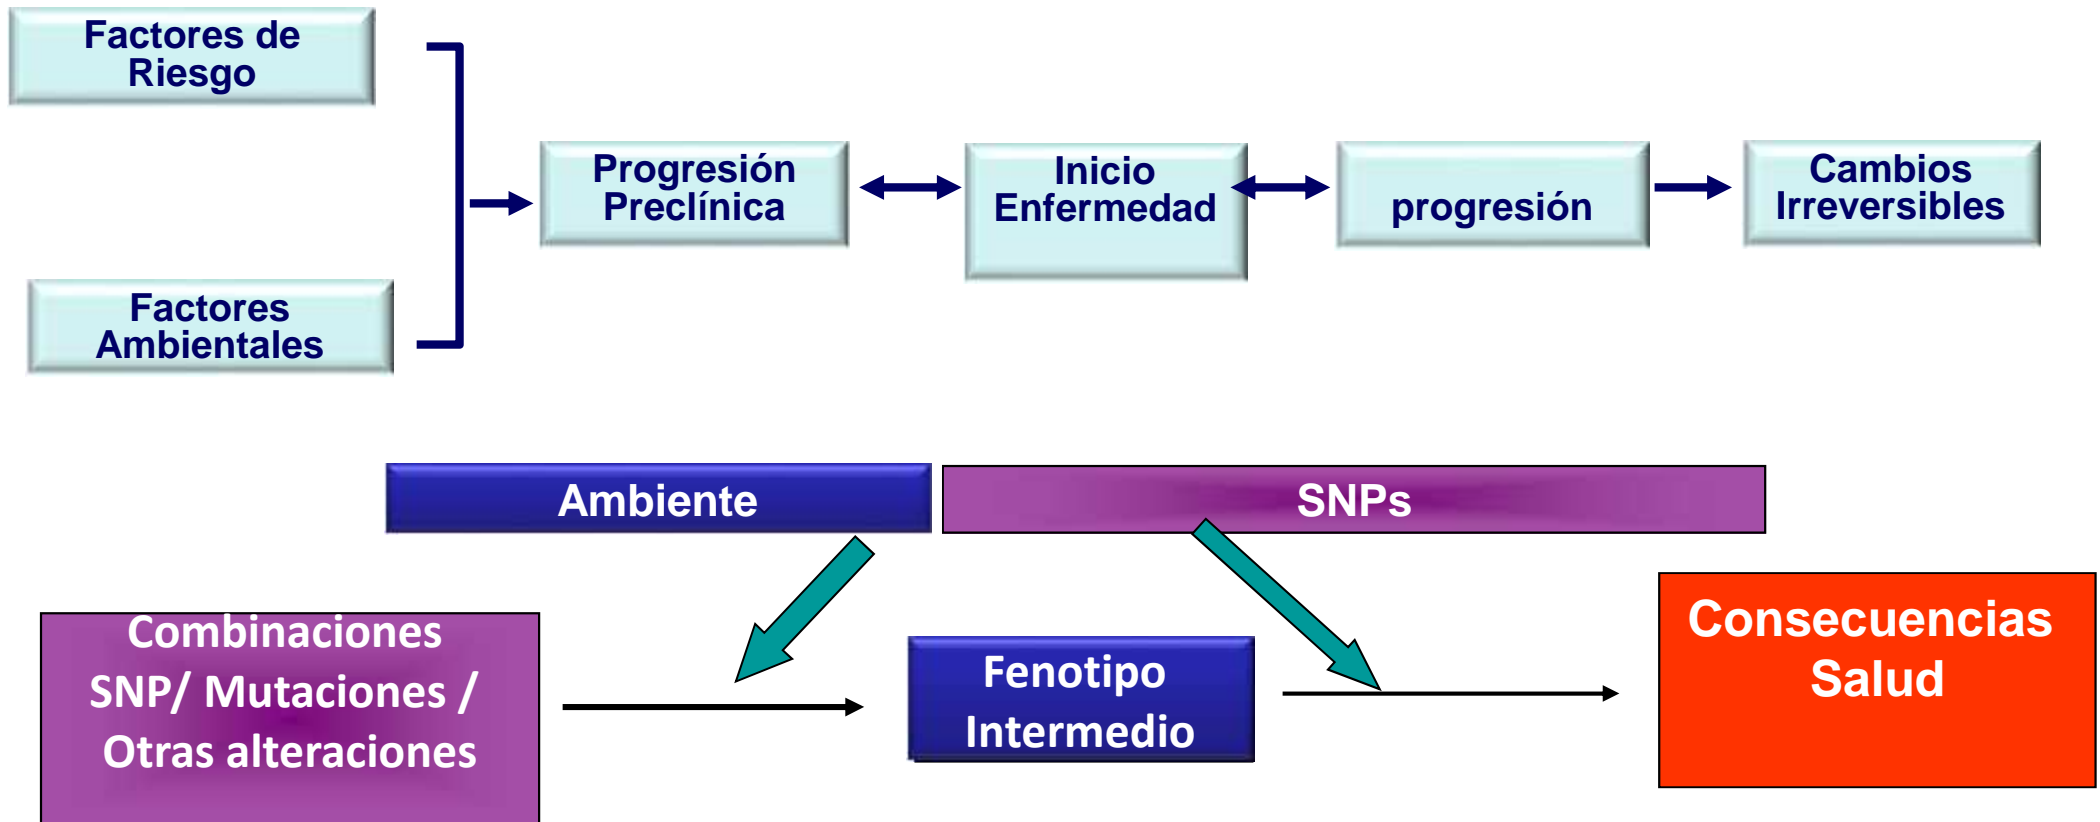 Factores de
Riesgo
Factores
Ambientales
Progresión
Preclínica
Inicio
Enfermedad
progresión
Cambios
Irreversibles
Ambiente
SNPs
Combinaciones
SNP/ Mutaciones /
Otras alteraciones
Fenotipo
Intermedio
Consecuencias
Salud